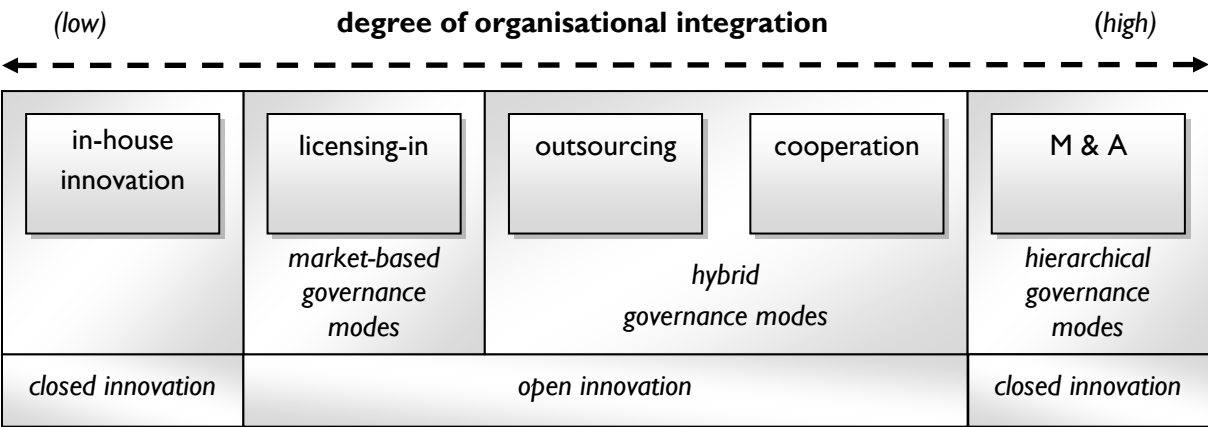 (low) degree of organisational integration (high)
in-house
innovation
licensing-in
outsourcing
cooperation
M & A
market-based
governance
modes
hybrid
governance modes
hierarchical
governance
modes
closed innovation
open innovation
closed innovation